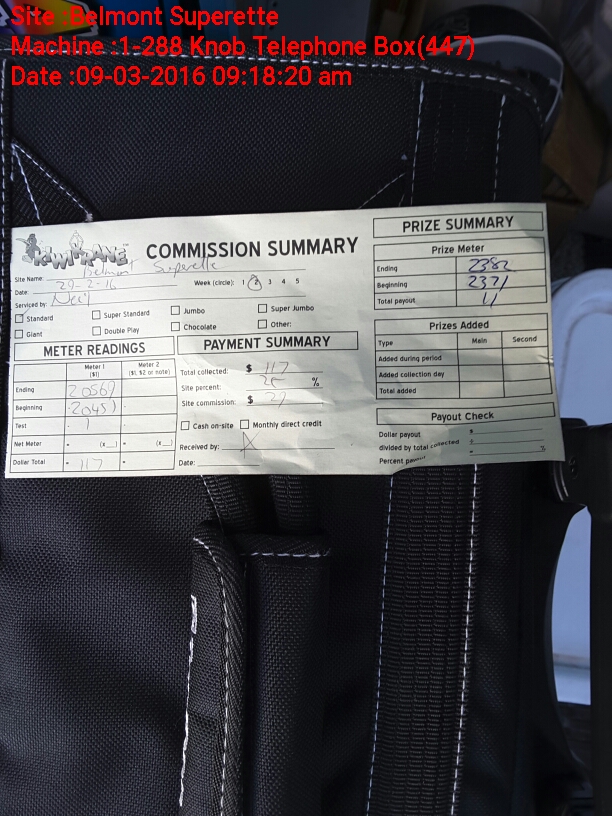 Site :Belmont Superette
Machine :1-288 Knob Telephone Box(447)
Date :09-03-2016 09:18:20 am
COMMISSION SUMMARY
Site Name: Belmont Superette
Date: 29-2-16 Week (circle): 1 2 3 4 5
Serviced by:
Standard Super Standard Jumbo Super Jumbo
Giant Double Play Chocolate Other:
METER READINGS
Meter 1 ($1) Meter 2 ($1, $2 or note)
Ending 20569
Beginning 20451
Test 1
Net Meter = (x __) = (x __)
Dollar Total = 117 =
PAYMENT SUMMARY
Total collected: $ 117
Site percent: 25 %
Site commission: $ 29
Cash on-site Monthly direct credit
Received by: X
Date:
PRIZE SUMMARY
Prize Meter
Ending 2382
Beginning 2371
Total payout 11
Prizes Added
Type Main Second
Added during period
Added collection day
Total added
Payout Check
Dollar payout $
divided by total collected ÷
Percent payout = %